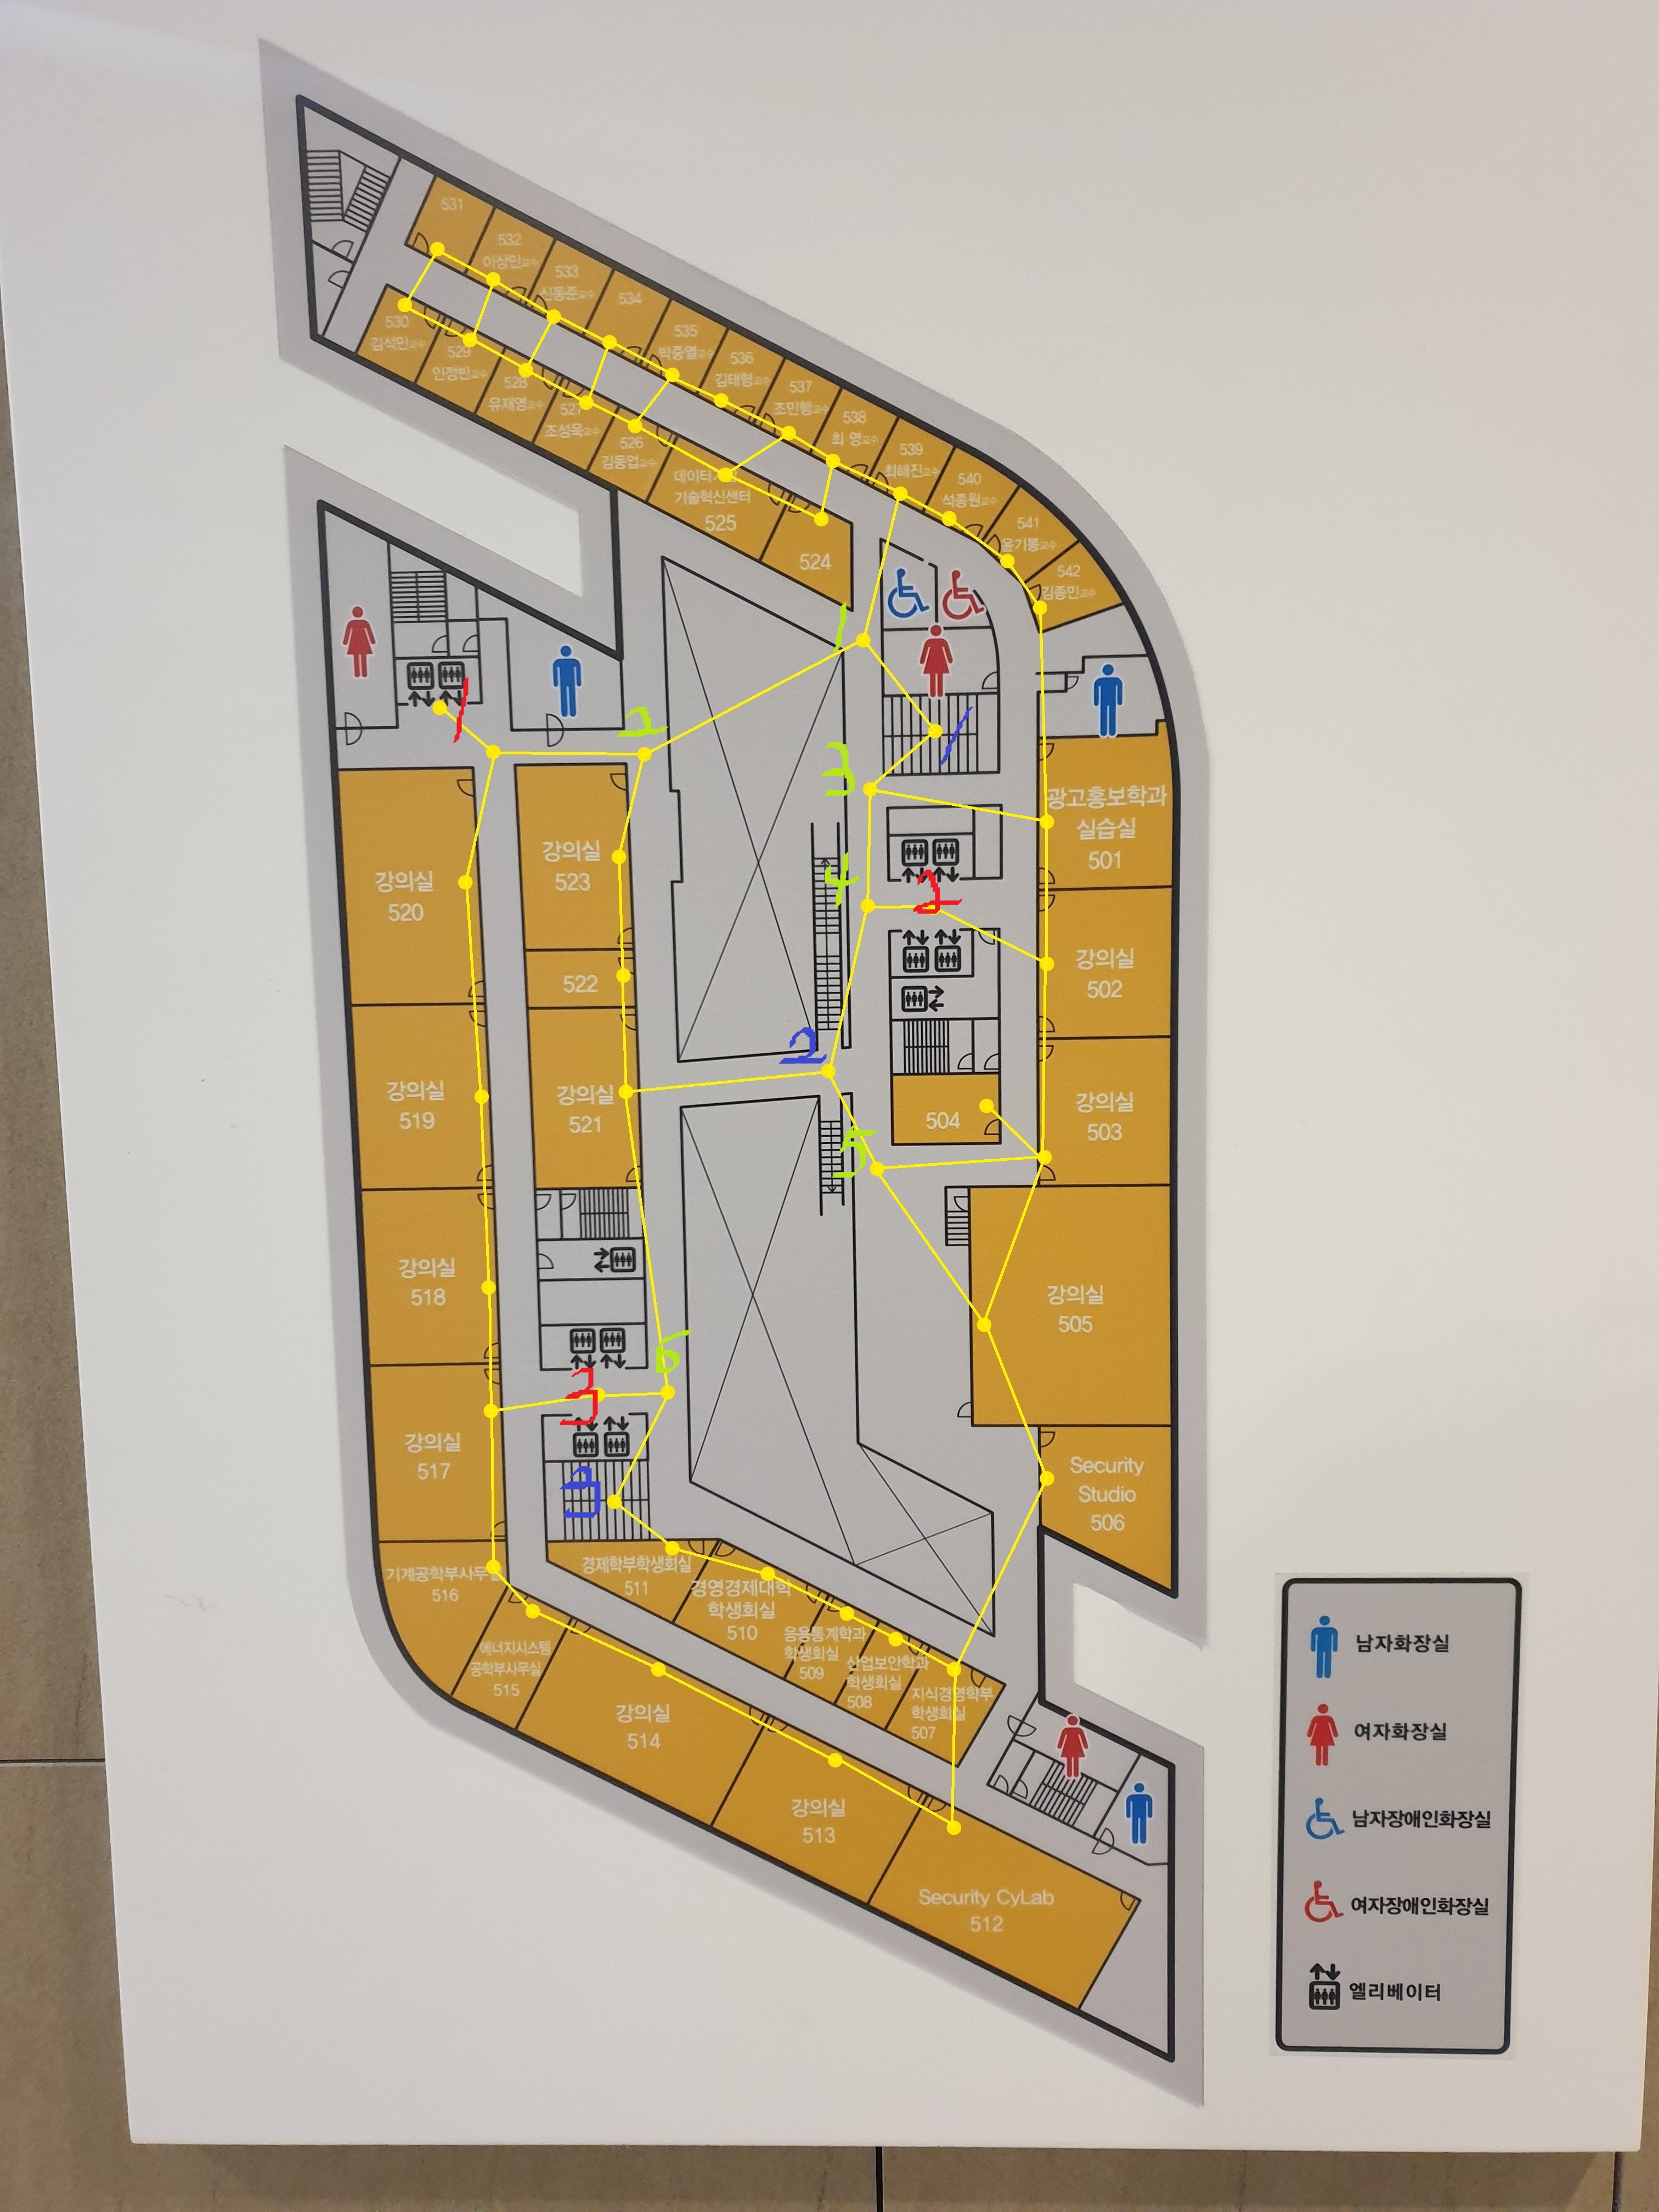 531
532
이상민교수
533
신동준교수
534
535
박중열교수
536
김태형교수
537
조민행교수
538
최 영교수
539
최해진교수
540
석종원교수
541
윤기봉교수
542
김종민교수
530
김석민교수
529
안정빈교수
528
유재영교수
527
조성욱교수
526
김동업교수
기술혁신센터
525
524
1
2
1
1
3
광고홍보학과
실습실
501
강의실
520
강의실
523
4
2
강의실
502
522
2
강의실
519
강의실
521
504
강의실
503
5
강의실
518
강의실
505
6
3
강의실
517
3
Security
Studio
506
기계공학부사무실
516
경제학부학생회실
511
경영경제대학
학생회실
510
응용통계학과
학생회실
509
산업보안학과
학생회실
508
지식경영학부
학생회실
507
에너지시스템
공학부사무실
515
강의실
514
강의실
513
Security CyLab
512
남자화장실
여자화장실
남자장애인화장실
여자장애인화장실
엘리베이터